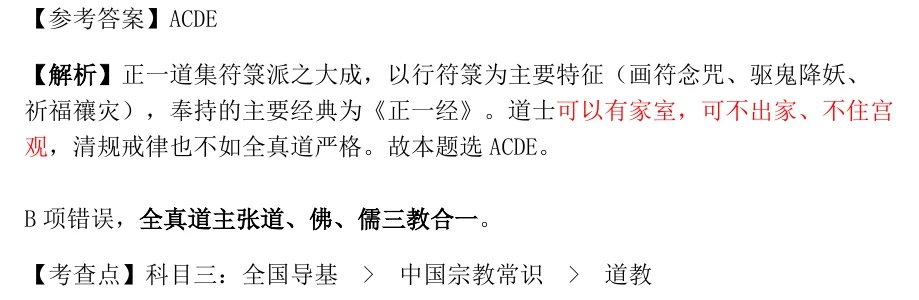 【参考答案】ACDE
【解析】正一道集符箓派之大成，以行符箓为主要特征（画符念咒、驱鬼降妖、
祈福禳灾），奉持的主要经典为《正一经》。道士可以有家室，可不出家、不住宫
观，清规戒律也不如全真道严格。故本题选 ACDE。
B 项错误，全真道主张道、佛、儒三教合一。
【考查点】科目三：全国导基 > 中国宗教常识 > 道教